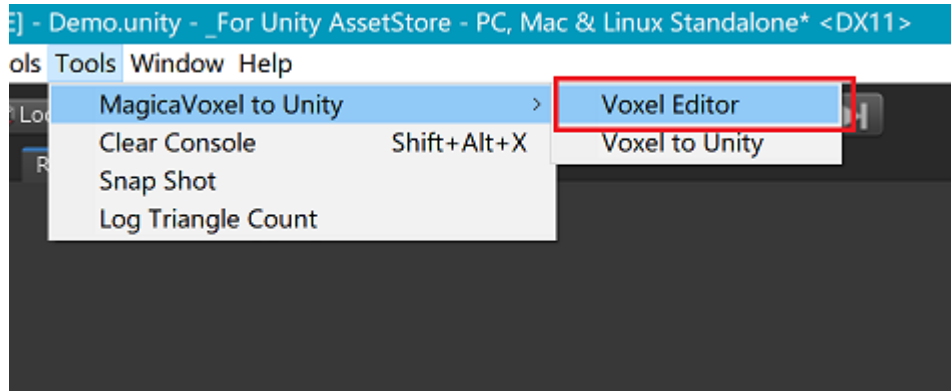 E] - Demo.unity - _For Unity AssetStore - PC, Mac & Linux Standalone* <DX11>
ols Tools Window Help
Loc
MagicaVoxel to Unity >
Voxel Editor
Clear Console Shift+Alt+X
Voxel to Unity
R
Snap Shot
Log Triangle Count